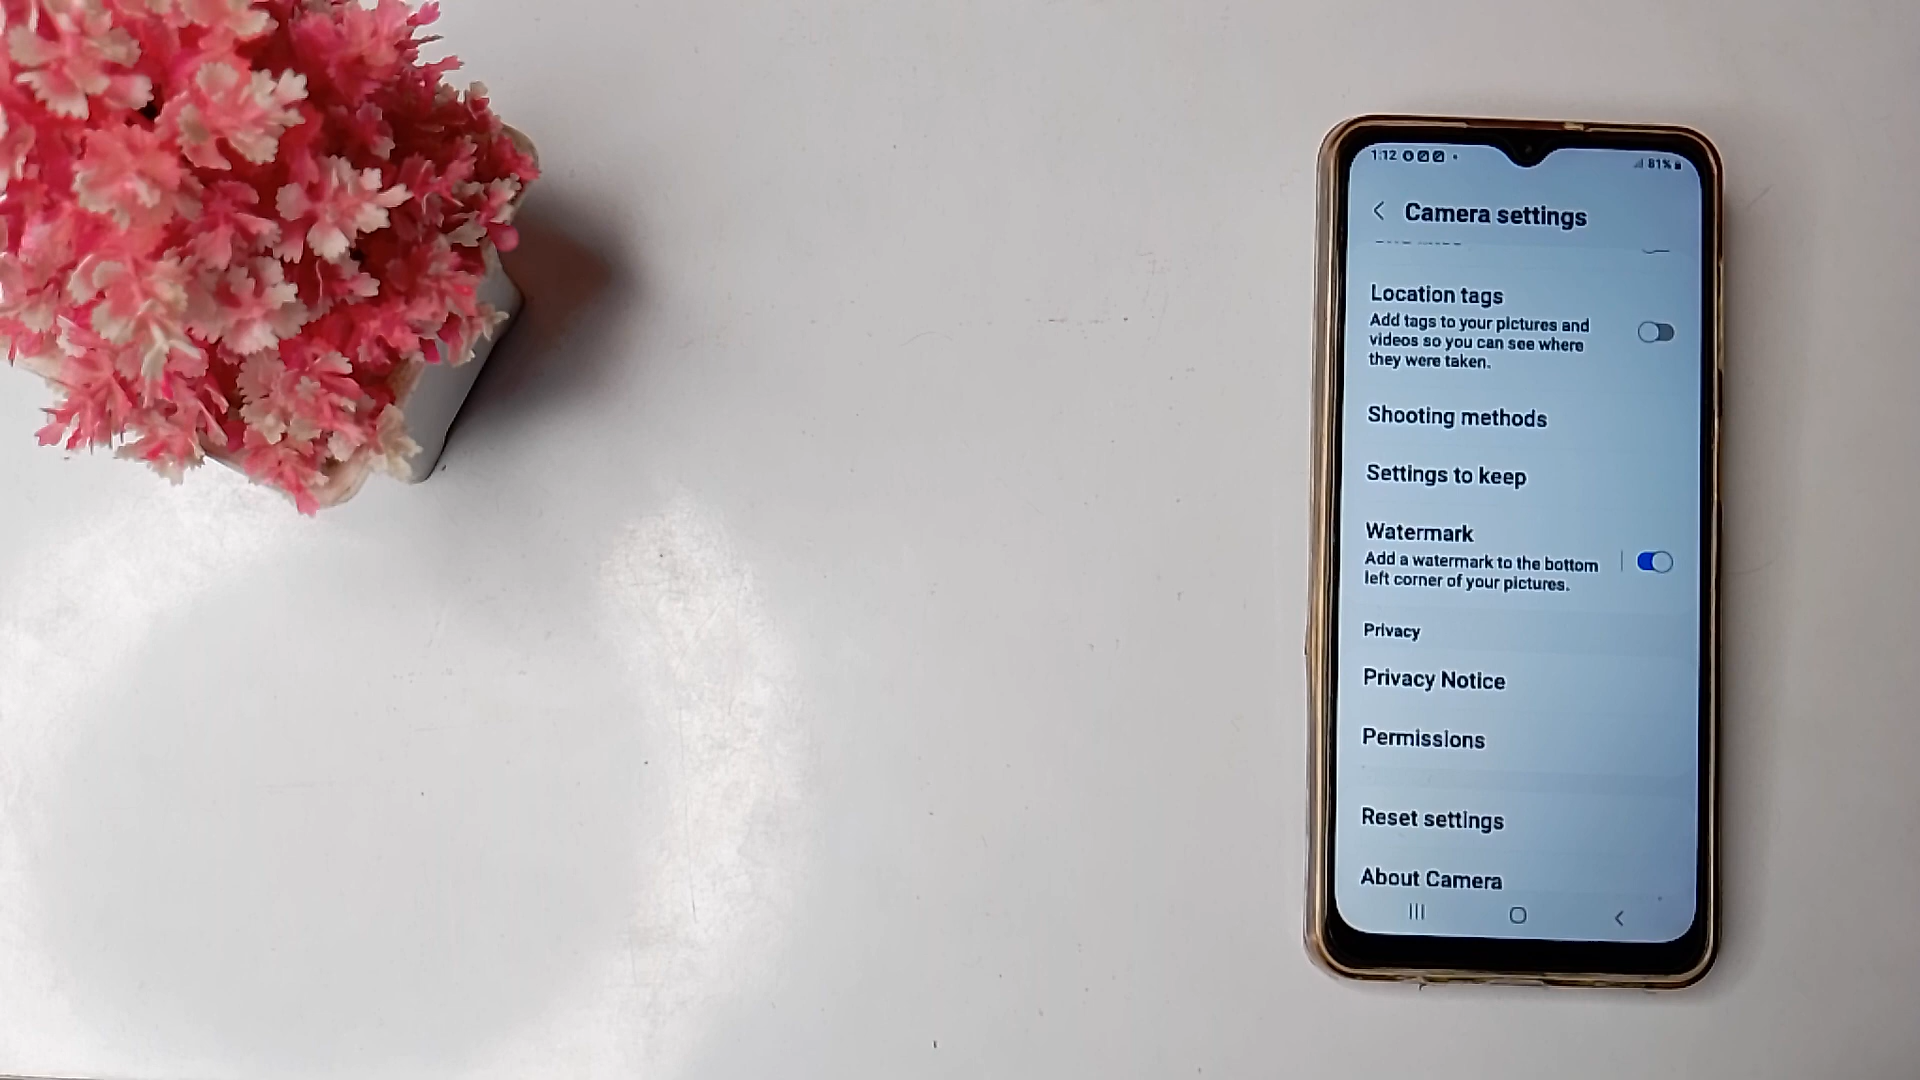 1:12
81%
Camera settings
Location tags
Add tags to your pictures and
videos so you can see where
they were taken.
Shooting methods
Settings to keep
Watermark
Add a watermark to the bottom
left corner of your pictures.
Privacy
Privacy Notice
Permissions
Reset settings
About Camera